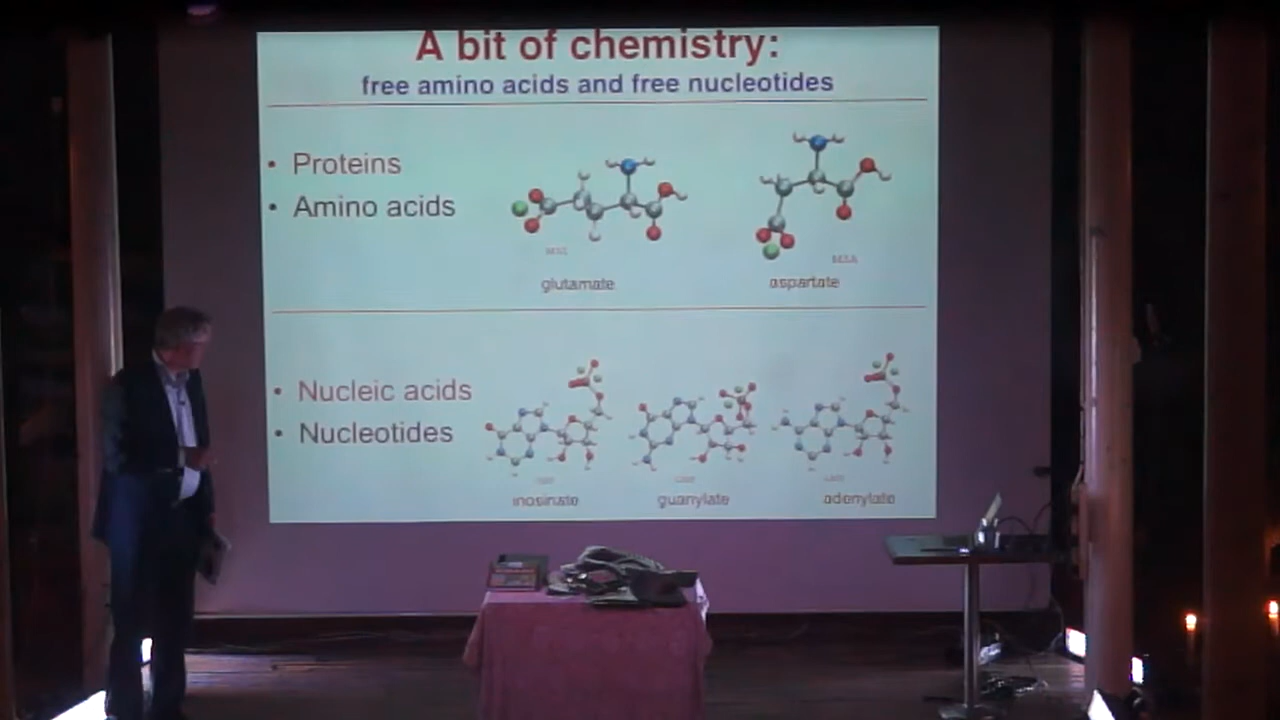 A bit of chemistry:
free amino acids and free nucleotides
• Proteins
• Amino acids
glutamate
aspartate
• Nucleic acids
• Nucleotides
inosinate
guanylate
adenylate